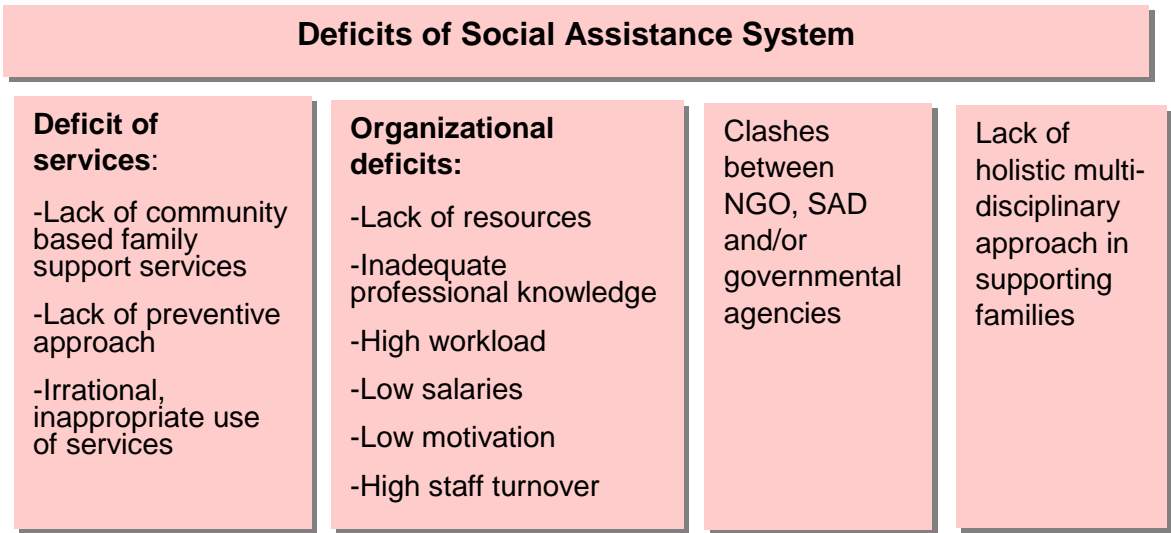 Deficits of Social Assistance System
Deficit of
services:
-Lack of community
based family
support services
-Lack of preventive
approach
-Irrational,
inappropriate use
of services
Organizational
deficits:
-Lack of resources
-Inadequate
professional knowledge
-High workload
-Low salaries
-Low motivation
-High staff turnover
Clashes
between
NGO, SAD
and/or
governmental
agencies
Lack of
holistic multi-
disciplinary
approach in
supporting
families